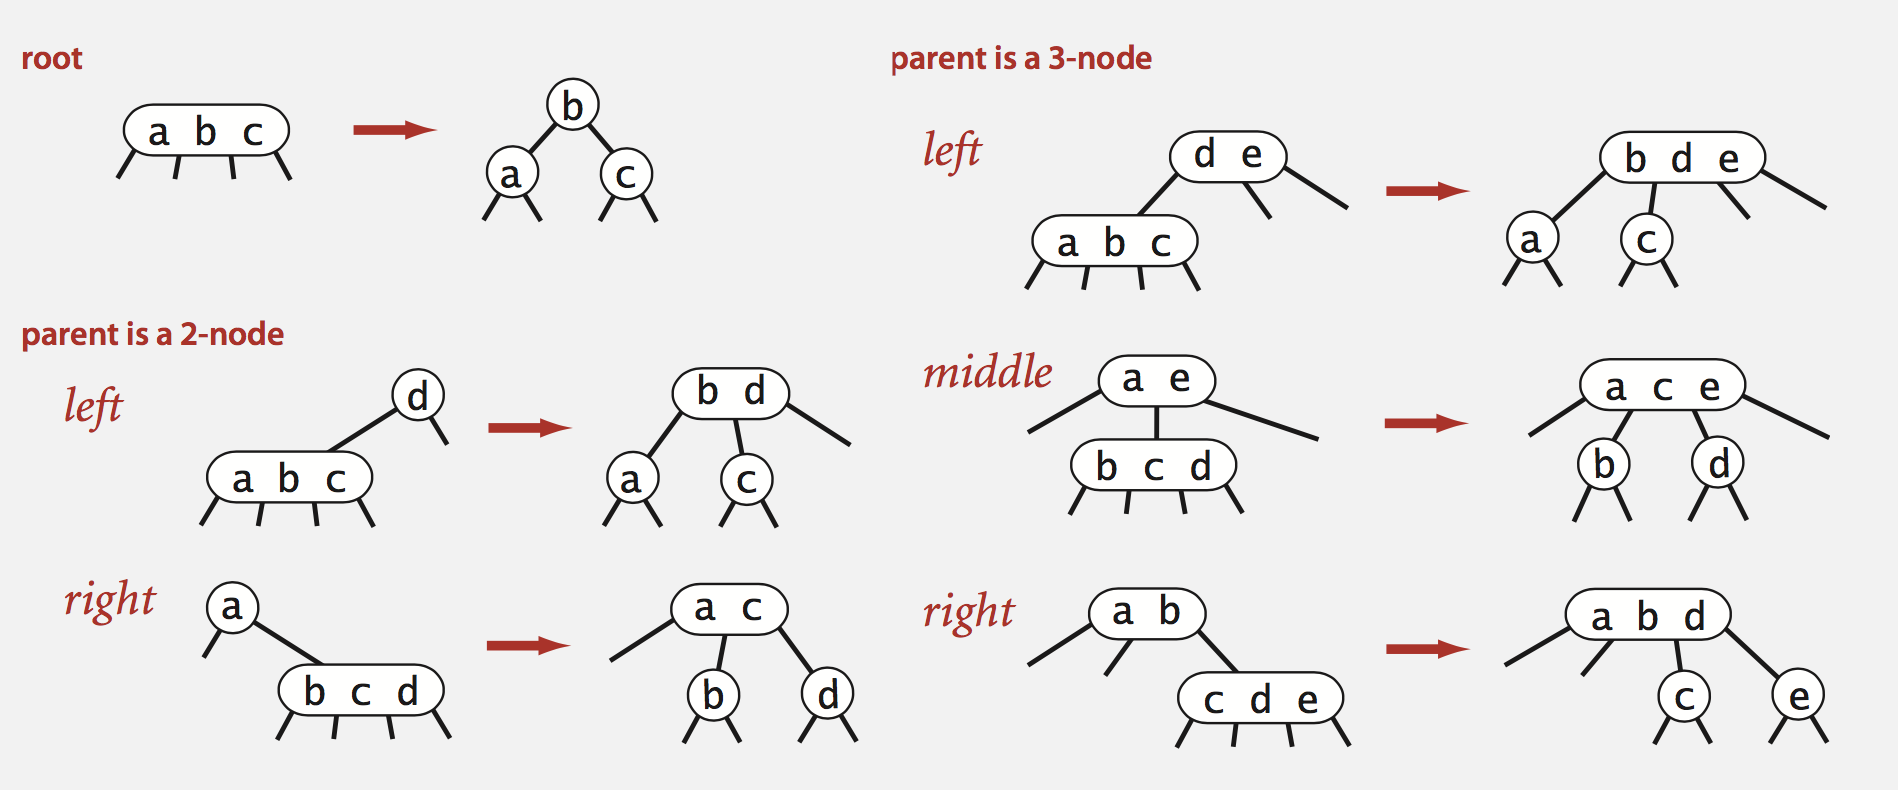 root
a b c
b
a
c
parent is a 2-node
left
d
a b c
b d
a
c
right
a
b c d
a c
b
d
parent is a 3-node
left
d e
a b c
b d e
a
c
middle
a e
b c d
a c e
b
d
right
a b
c d e
a b d
c
e